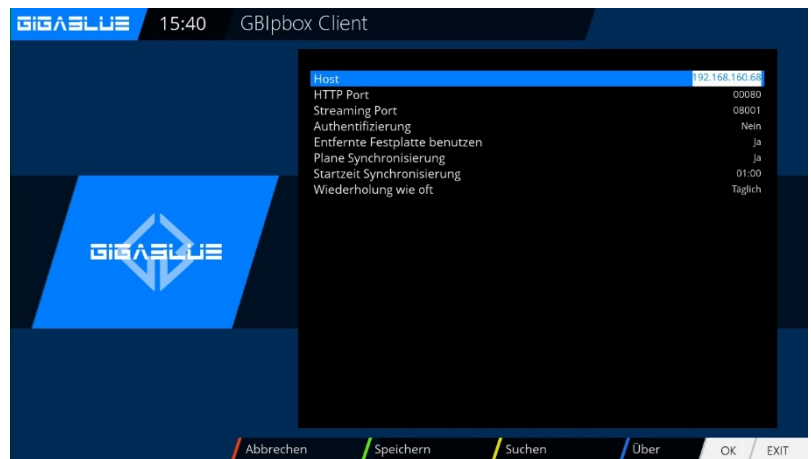 GIGABLUE 15:40 GBIpbox Client
Host 192.168.160.68
HTTP Port 00080
Streaming Port 08001
Authentifizierung Nein
Entfernte Festplatte benutzen Ja
Plane Synchronisierung Ja
Startzeit Synchronisierung 01:00
Wiederholung wie oft Täglich
GIGABLUE
Abbrechen Speichern Suchen Über OK EXIT